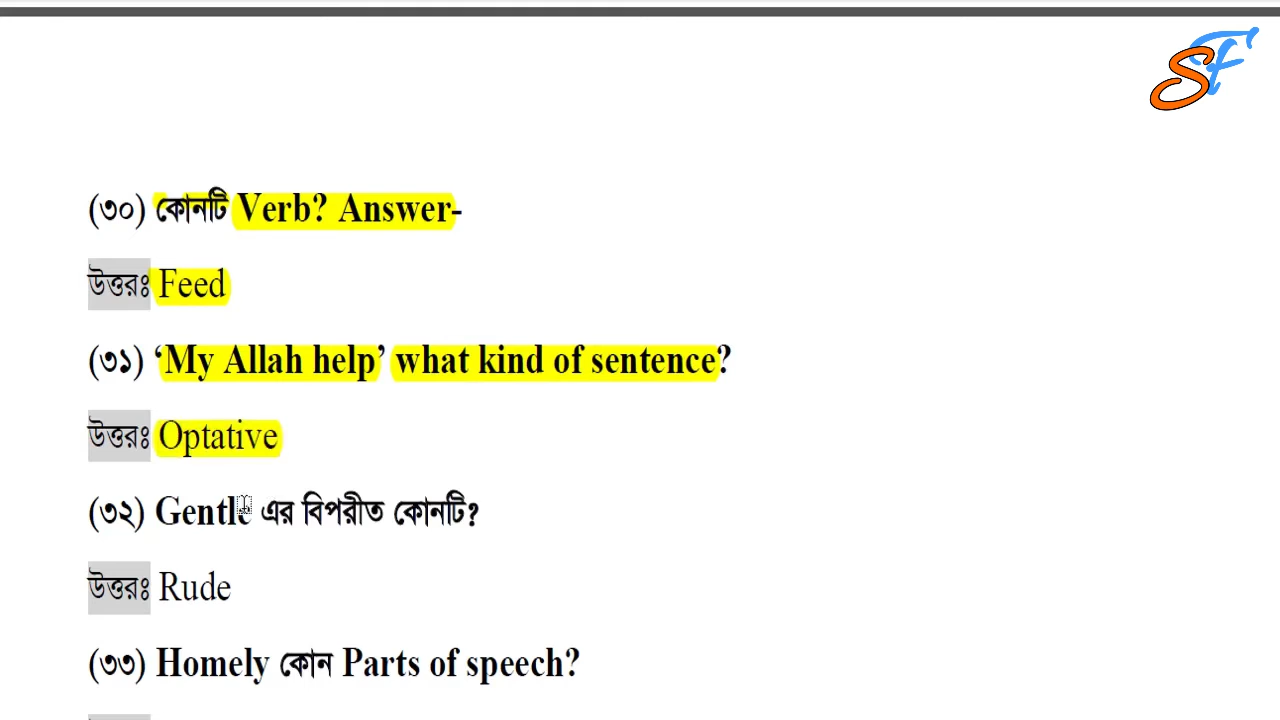 SF
(৩০) কোনটি Verb? Answer-
উত্তরঃ Feed
(৩১) ‘My Allah help’ what kind of sentence?
উত্তরঃ Optative
(৩২) Gentle এর বিপরীত কোনটি?
উত্তরঃ Rude
(৩৩) Homely কোন Parts of speech?